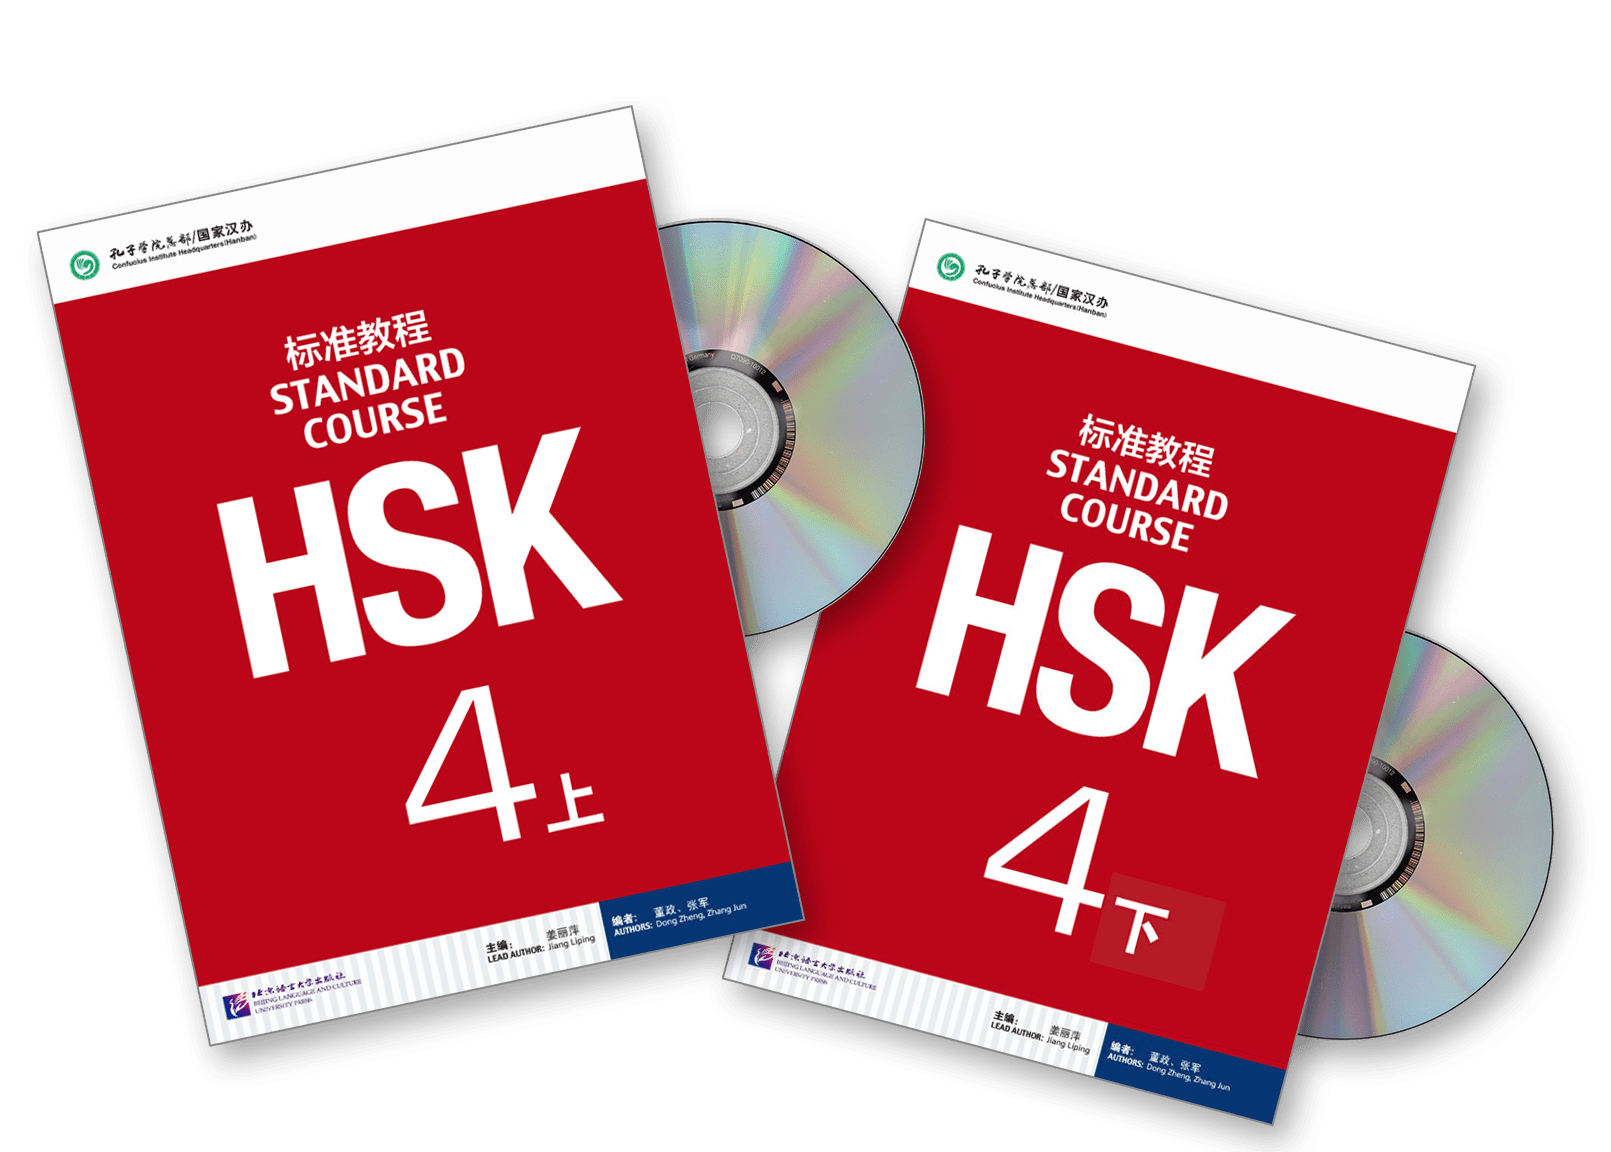 孔子学院总部/国家汉办
Confucius Institute Headquarters(Hanban)
标准教程
STANDARD
COURSE
HSK
4上
主编: 姜丽萍
LEAD AUTHOR: Jiang Liping
编者: 董政、张军
AUTHORS: Dong Zheng, Zhang Jun
北京语言大学出版社
BEIJING LANGUAGE AND CULTURE
UNIVERSITY PRESS
Germany
Q7090-16012
孔子学院总部/国家汉办
Confucius Institute Headquarters(Hanban)
标准教程
STANDARD
COURSE
HSK
4下
北京语言大学出版社
BEIJING LANGUAGE AND CULTURE
UNIVERSITY PRESS
主编: 姜丽萍
LEAD AUTHOR: Jiang Liping
编者: 董政、张军
AUTHORS: Dong Zheng, Zhang Jun